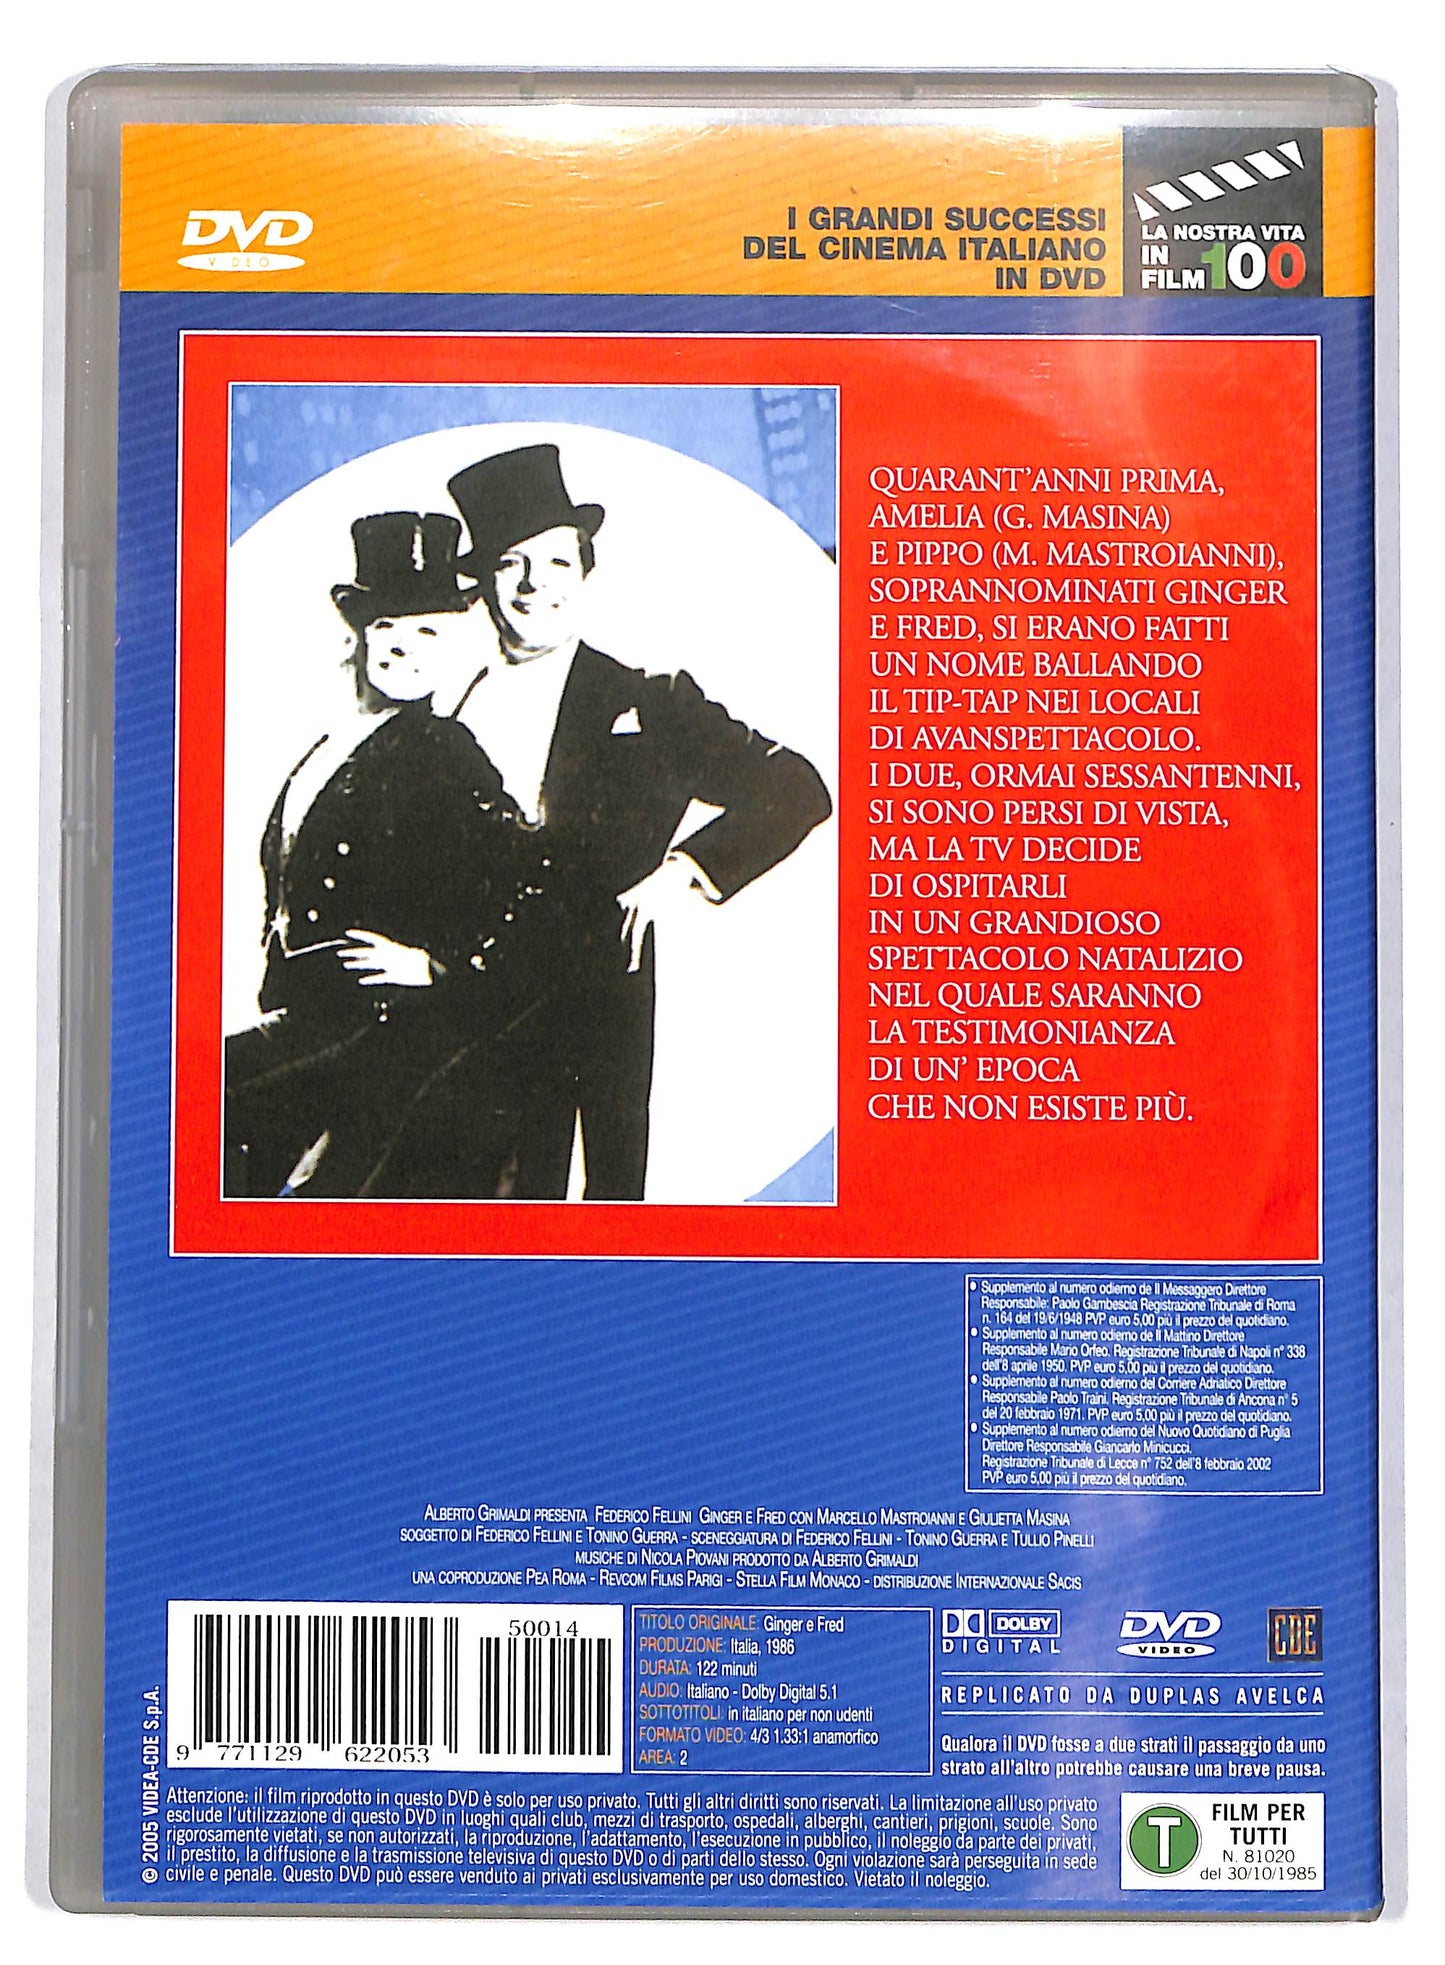 DVD
VIDEO
I GRANDI SUCCESSI
DEL CINEMA ITALIANO
IN DVD
LA NOSTRA VITA
IN
FILM 100
QUARANT'ANNI PRIMA,
AMELIA (G. MASINA)
E PIPPO (M. MASTROIANNI),
SOPRANNOMINATI GINGER
E FRED, SI ERANO FATTI
UN NOME BALLANDO
IL TIP-TAP NEI LOCALI
DI AVANSPETTACOLO.
I DUE, ORMAI SESSANTENNI,
SI SONO PERSI DI VISTA,
MA LA TV DECIDE
DI OSPITARLI
IN UN GRANDIOSO
SPETTACOLO NATALIZIO
NEL QUALE SARANNO
LA TESTIMONIANZA
DI UN' EPOCA
CHE NON ESISTE PIÙ.
• Supplemento al numero odierno de Il Messaggero Direttore
Responsabile: Paolo Gambescia Registrazione Tribunale di Roma
n. 164 del 19/6/1948 PVP euro 5,00 più il prezzo del quotidiano.
• Supplemento al numero odierno de Il Mattino Direttore
Responsabile Mario Orfeo. Registrazione Tribunale di Napoli n° 338
dell'8 aprile 1950. PVP euro 5,00 più il prezzo del quotidiano.
• Supplemento al numero odierno del Corriere Adriatico Direttore
Responsabile Paolo Traini. Registrazione Tribunale di Ancona n° 5
del 20 febbraio 1971. PVP euro 5,00 più il prezzo del quotidiano.
• Supplemento al numero odierno del Nuovo Quotidiano di Puglia
Direttore Responsabile Giancarlo Minicucci.
Registrazione Tribunale di Lecce n° 752 dell'8 febbraio 2002
PVP euro 5,00 più il prezzo del quotidiano.
ALBERTO GRIMALDI PRESENTA FEDERICO FELLINI GINGER E FRED CON MARCELLO MASTROIANNI E GIULIETTA MASINA
SOGGETTO DI FEDERICO FELLINI E TONINO GUERRA - SCENEGGIATURA DI FEDERICO FELLINI - TONINO GUERRA E TULLIO PINELLI
MUSICHE DI NICOLA PIOVANI PRODOTTO DA ALBERTO GRIMALDI
UNA COPRODUZIONE PEA ROMA - REVCOM FILMS PARIGI - STELLA FILM MONACO - DISTRIBUZIONE INTERNAZIONALE SACIS
50014
9 771129 622053
TITOLO ORIGINALE: Ginger e Fred
PRODUZIONE: Italia, 1986
DURATA: 122 minuti
AUDIO: Italiano - Dolby Digital 5.1
SOTTOTITOLI: in italiano per non udenti
FORMATO VIDEO: 4/3 1.33:1 anamorfico
AREA: 2
DOLBY
DIGITAL
DVD
VIDEO
CDE
REPLICATO DA DUPLAS AVELCA
Qualora il DVD fosse a due strati il passaggio da uno
strato all'altro potrebbe causare una breve pausa.
© 2005 VIDEA-CDE S.p.A.
Attenzione: il film riprodotto in questo DVD è solo per uso privato. Tutti gli altri diritti sono riservati. La limitazione all'uso privato
esclude l'utilizzazione di questo DVD in luoghi quali club, mezzi di trasporto, ospedali, alberghi, cantieri, prigioni, scuole. Sono
rigorosamente vietati, se non autorizzati, la riproduzione, l'adattamento, l'esecuzione in pubblico, il noleggio da parte dei privati,
il prestito, la diffusione e la trasmissione televisiva di questo DVD o di parti dello stesso. Ogni violazione sarà perseguita in sede
civile e penale. Questo DVD può essere venduto ai privati esclusivamente per uso domestico. Vietato il noleggio.
T
FILM PER
TUTTI
N. 81020
del 30/10/1985